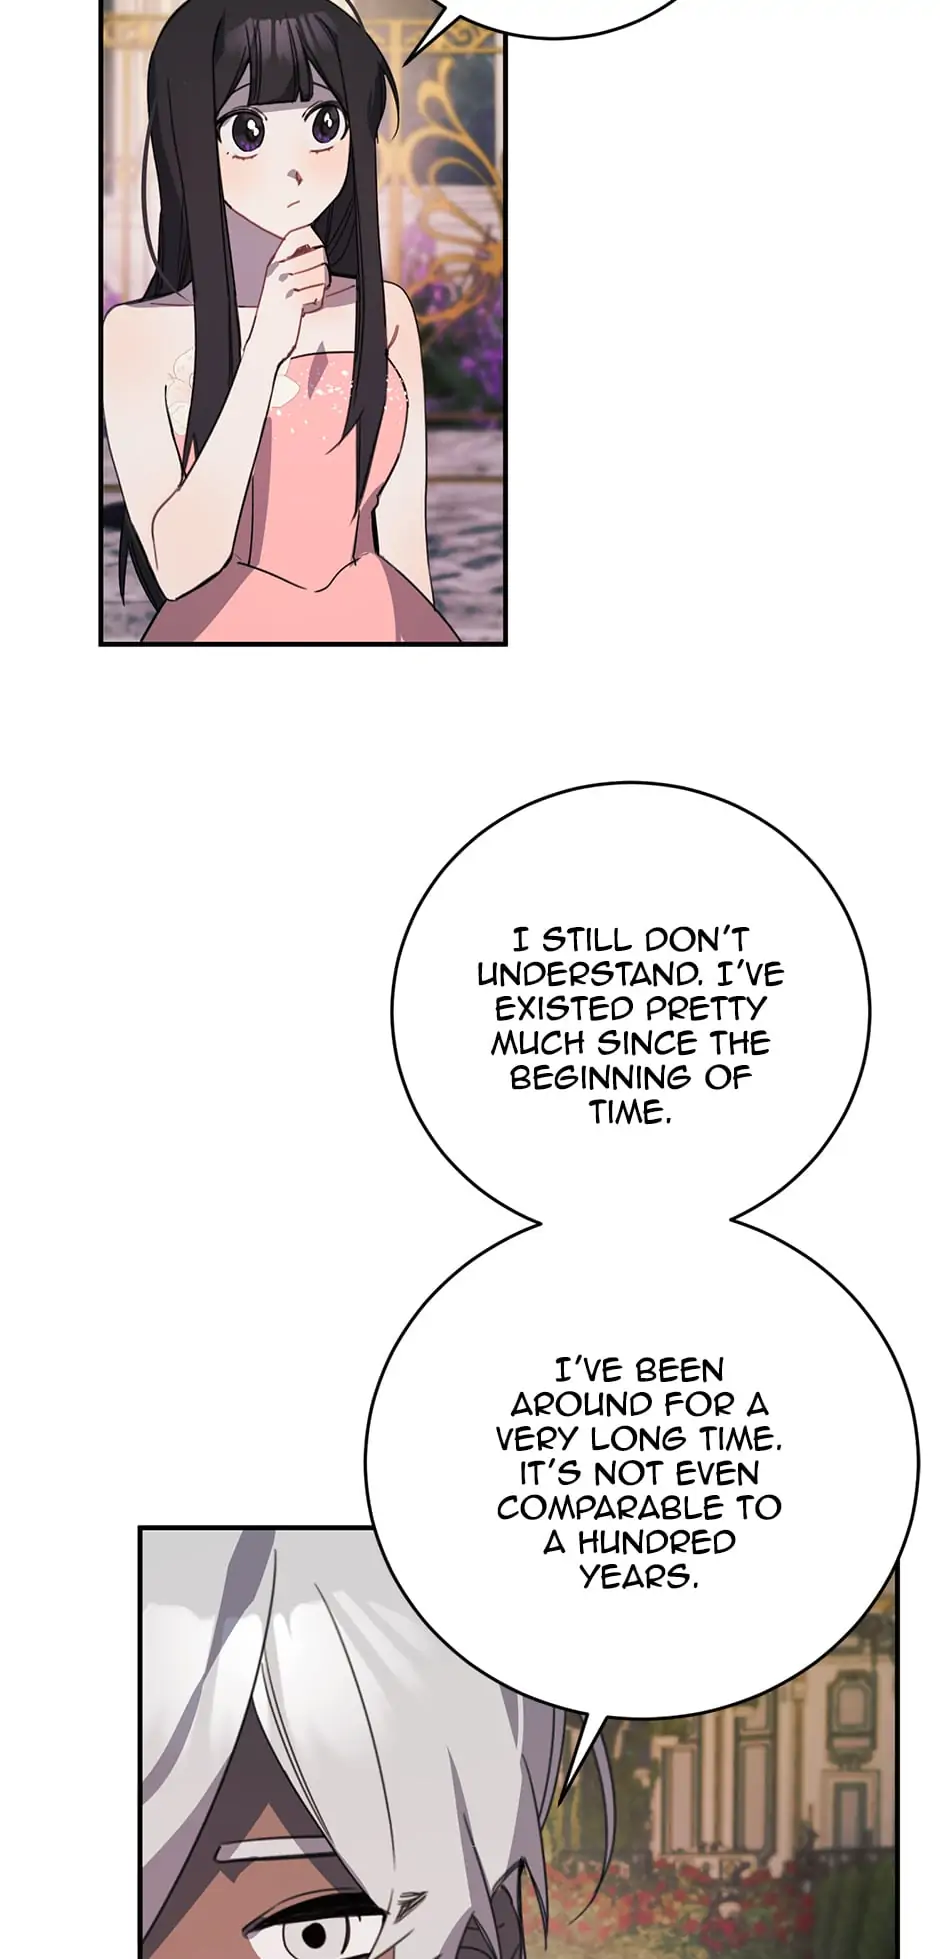 I STILL DON'T
UNDERSTAND. I'VE
EXISTED PRETTY
MUCH SINCE THE
BEGINNING OF
TIME.
I'VE BEEN
AROUND FOR A
VERY LONG TIME.
IT'S NOT EVEN
COMPARABLE TO
A HUNDRED
YEARS.